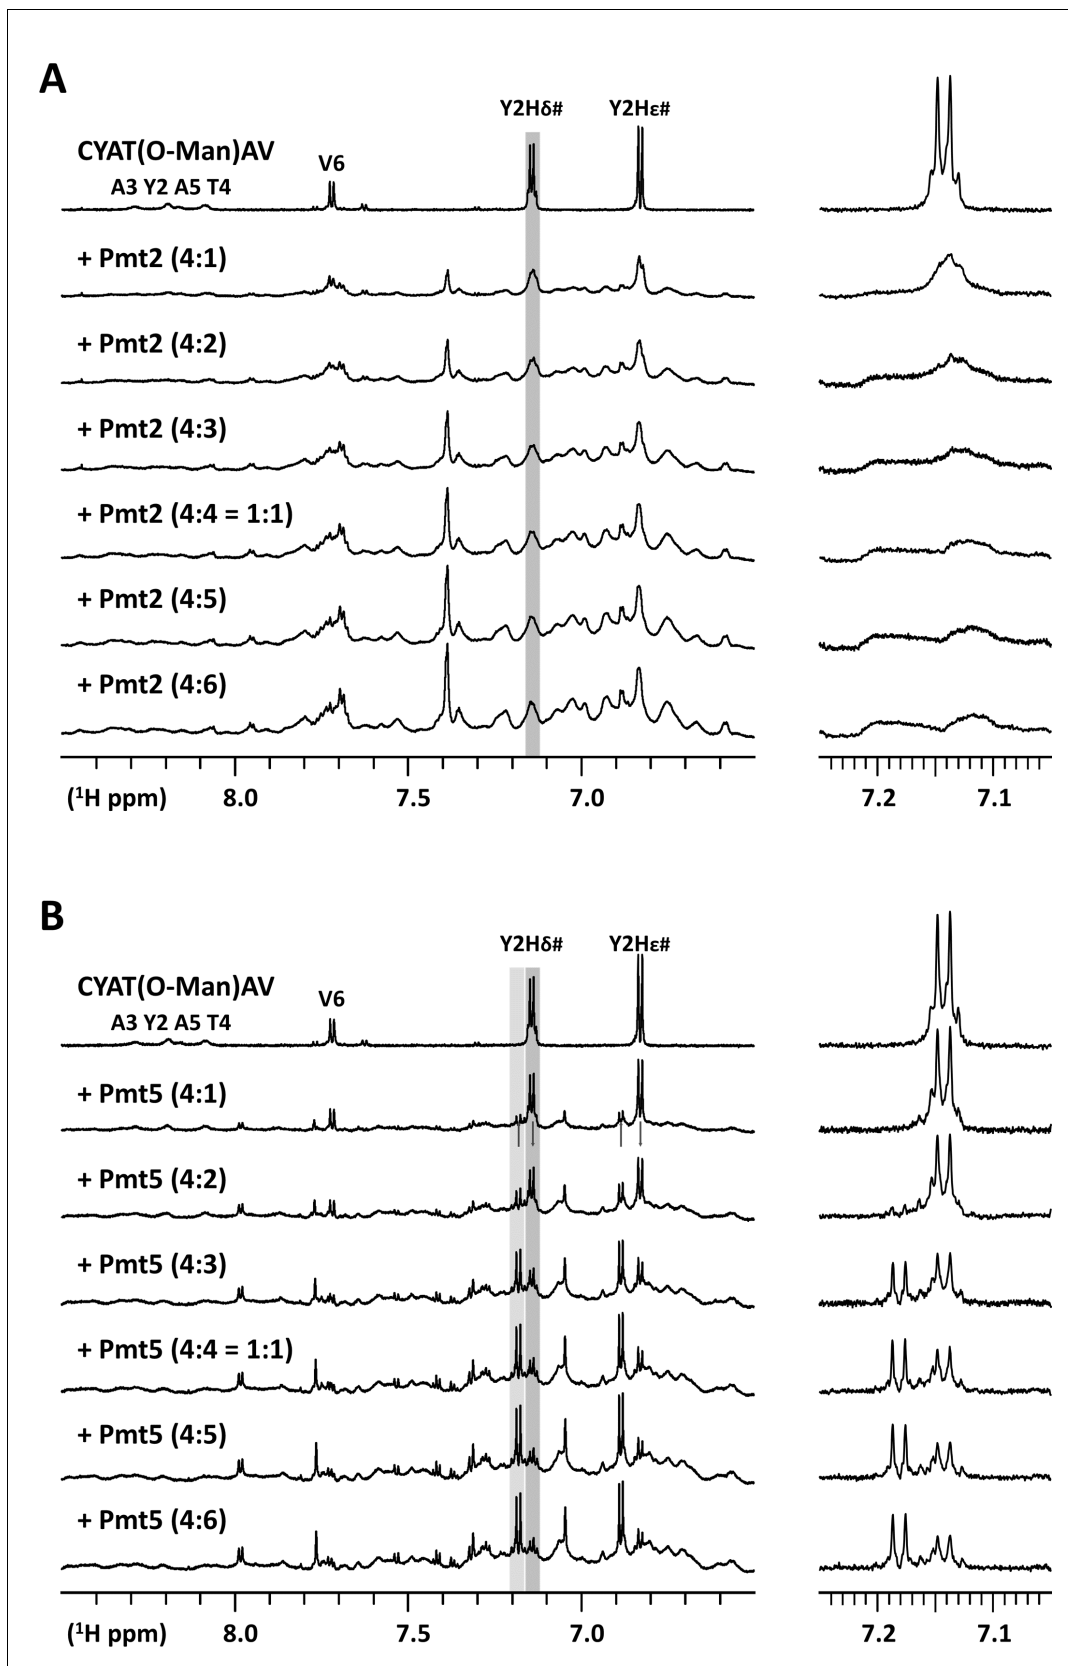 A
Y2Hδ# Y2Hε#
CYAT(O-Man)AV
V6
A3 Y2 A5 T4
+ Pmt2 (4:1)
+ Pmt2 (4:2)
+ Pmt2 (4:3)
+ Pmt2 (4:4 = 1:1)
+ Pmt2 (4:5)
+ Pmt2 (4:6)
(¹H ppm) 8.0 7.5 7.0 7.2 7.1
B
Y2Hδ# Y2Hε#
CYAT(O-Man)AV
V6
A3 Y2 A5 T4
+ Pmt5 (4:1)
+ Pmt5 (4:2)
+ Pmt5 (4:3)
+ Pmt5 (4:4 = 1:1)
+ Pmt5 (4:5)
+ Pmt5 (4:6)
(¹H ppm) 8.0 7.5 7.0 7.2 7.1